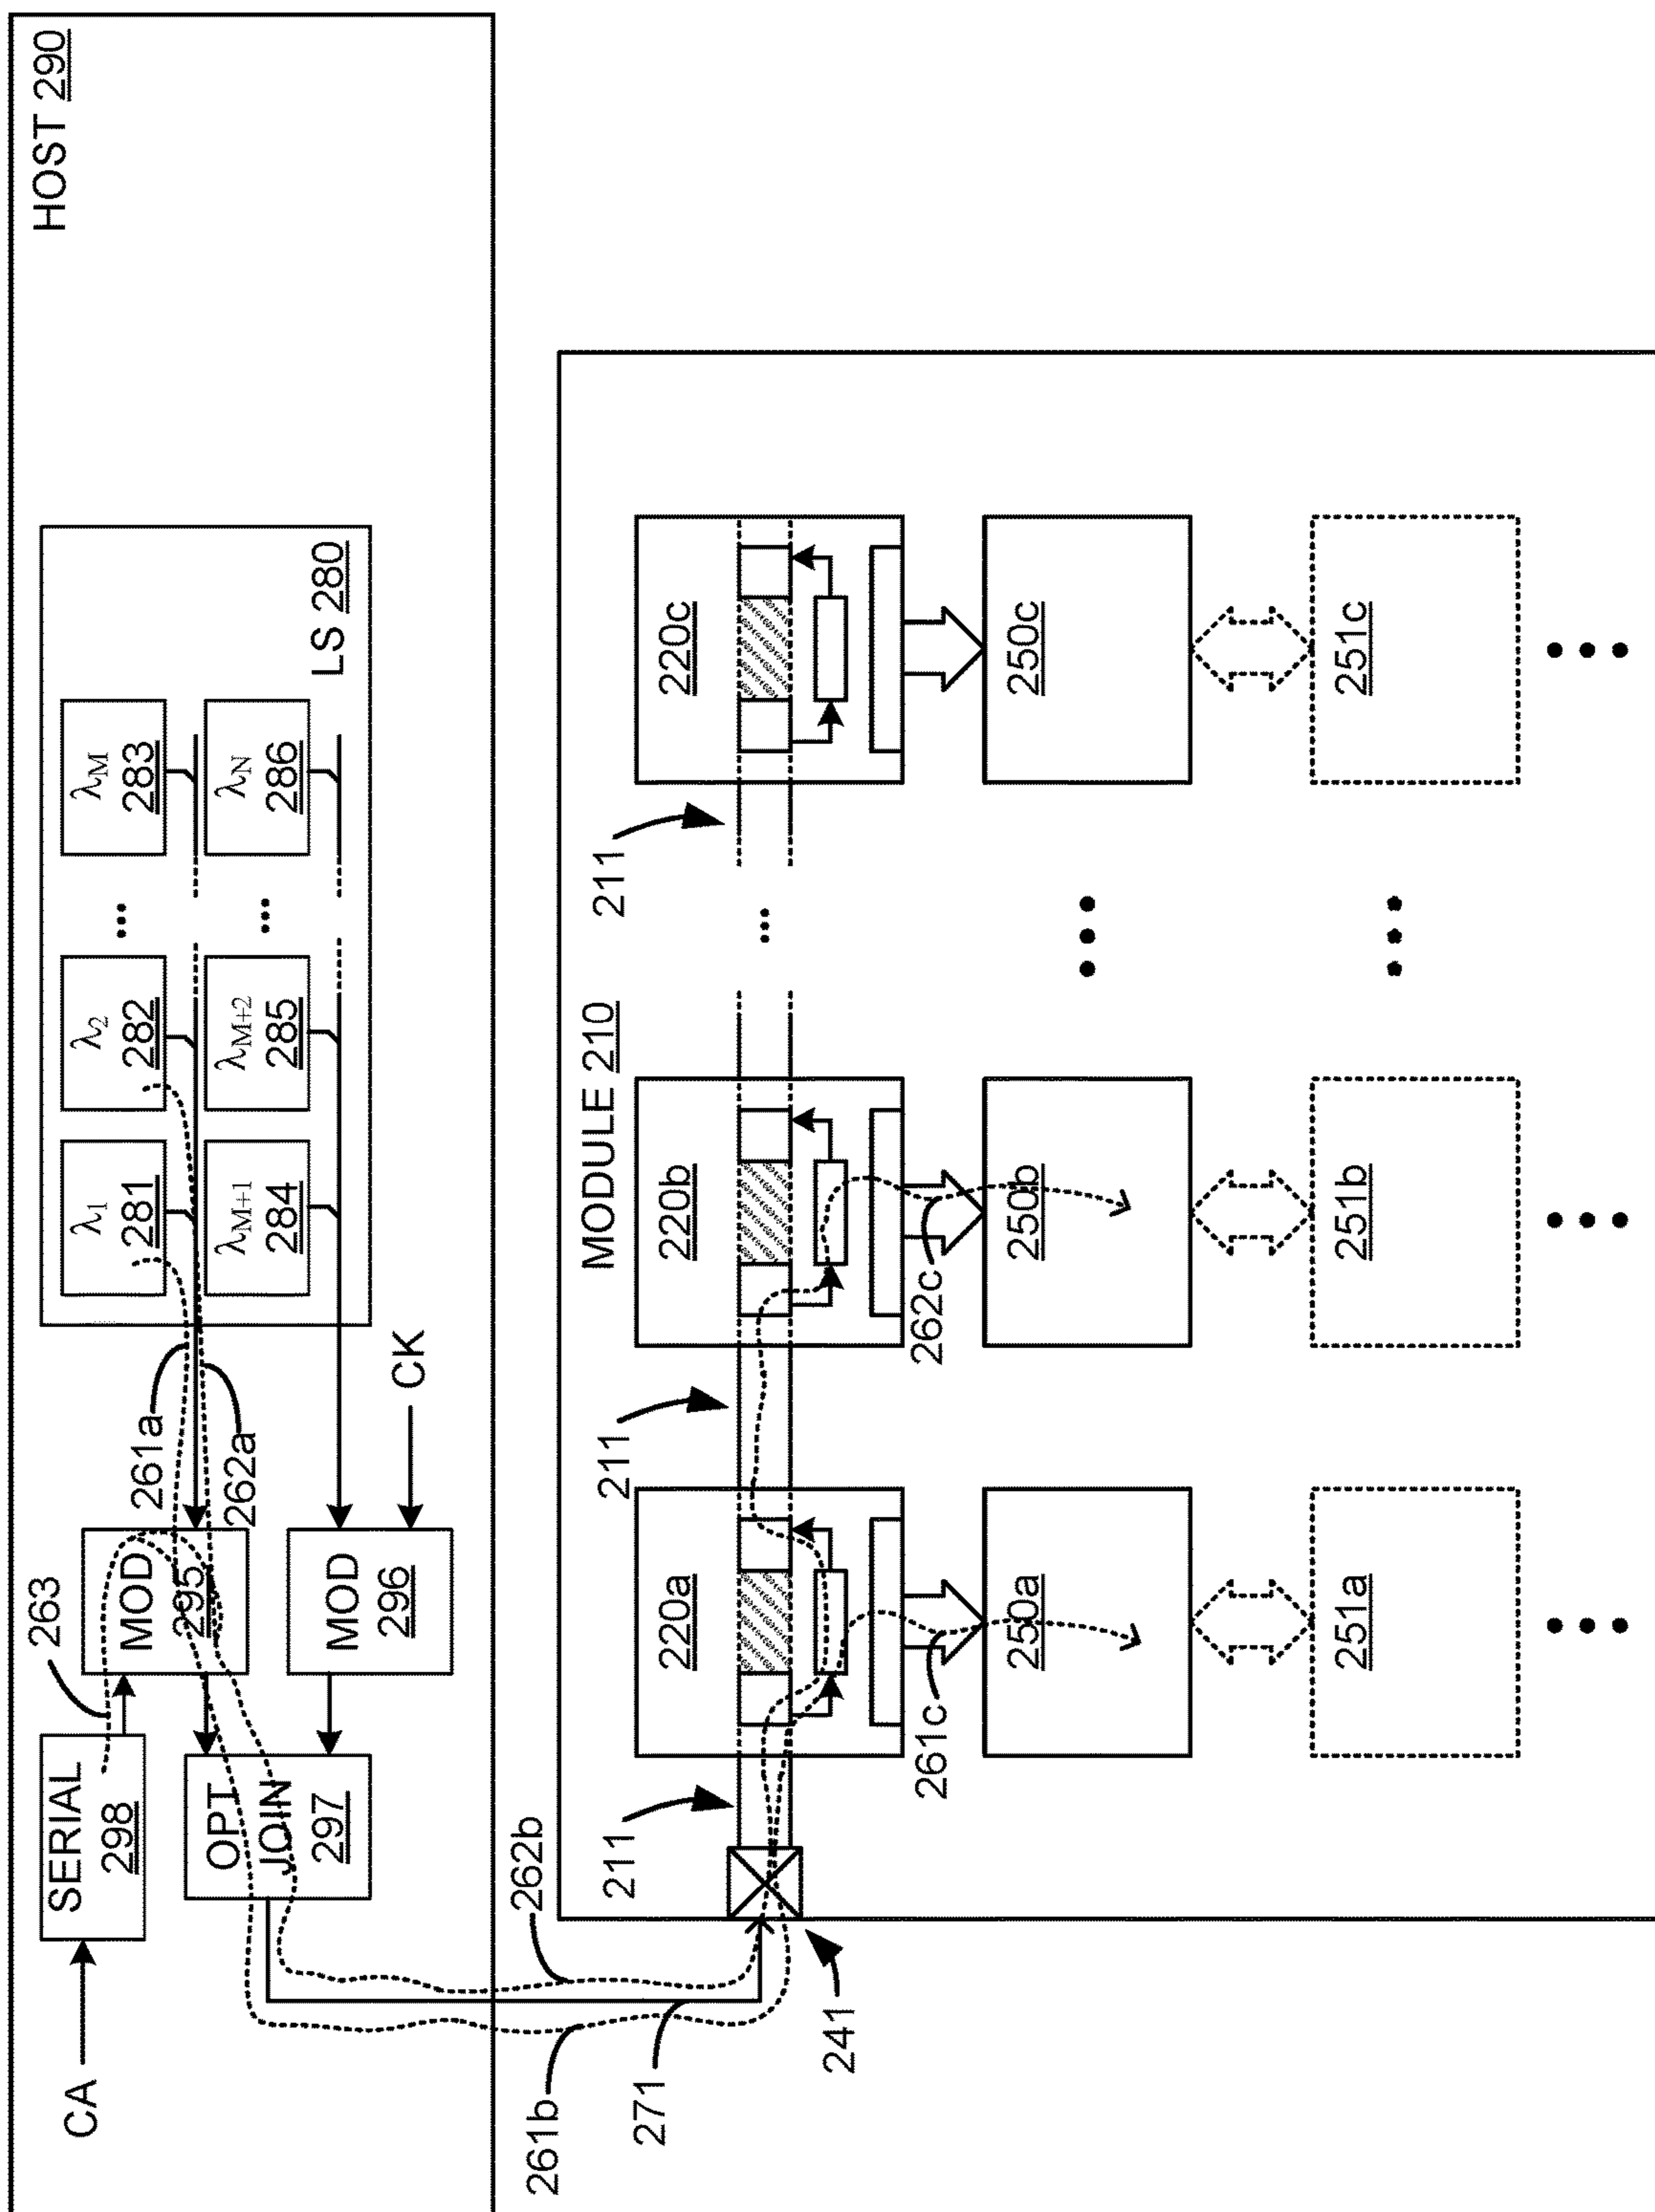 HOST 290
CA
SERIAL
298
263
MOD
295
261a
262a
λ1
281
λ2
282
...
λM
283
λM+1
284
λM+2
285
...
λN
286
LS 280
OPT
JOIN
297
MOD
296
CK
261b
262b
271
241
MODULE 210
211
211
211
220a
220b
...
220c
261c
262c
250a
250b
250c
251a
251b
251c